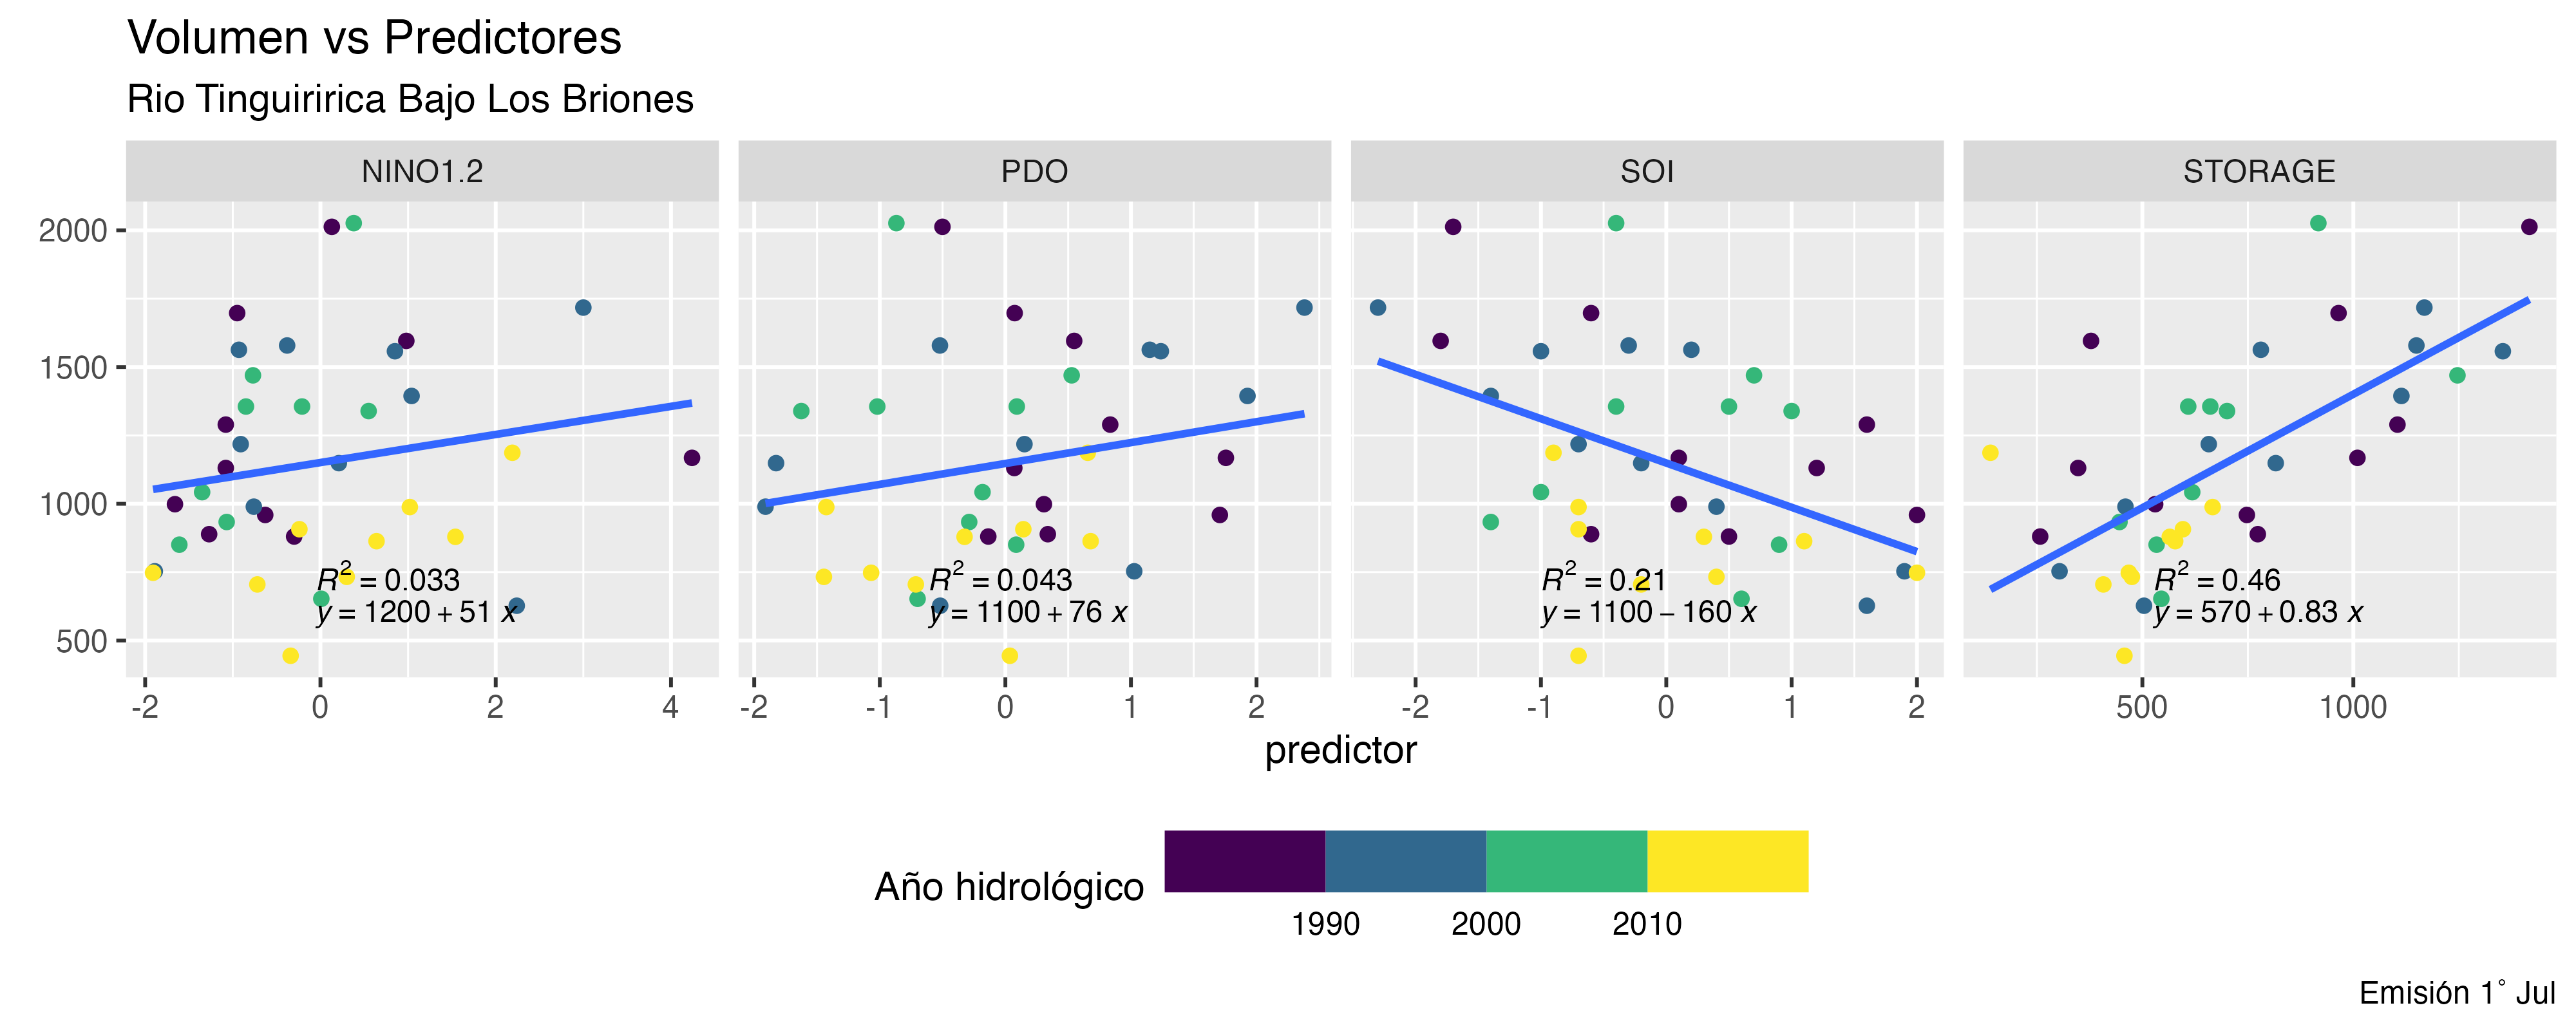 Volumen vs Predictores
Rio Tinguiririca Bajo Los Briones
NINO1.2 PDO SOI STORAGE
2000
1500
1000
500
R² = 0.033 R² = 0.043 R² = 0.21 R² = 0.46
y = 1200 + 51 x y = 1100 + 76 x y = 1100 − 160 x y = 570 + 0.83 x
-2 0 2 4 -2 -1 0 1 2 -2 -1 0 1 2 500 1000
predictor
Año hidrológico
1990 2000 2010
Emisión 1° Jul